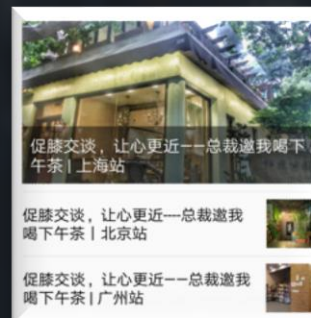 促膝交谈，让心更近——总裁邀我喝下
午茶 | 上海站
促膝交谈，让心更近----总裁邀我
喝下午茶丨北京站
促膝交谈，让心更近——总裁邀我
喝下午茶 | 广州站